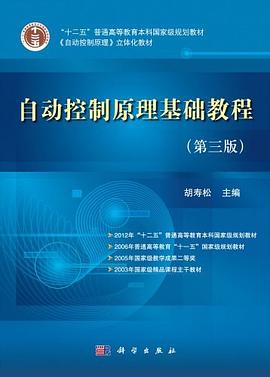 “十二五”普通高等教育本科国家级规划教材
《自动控制原理》立体化教材
自动控制原理基础教程
（第三版）
胡寿松 主编
2012年“十二五”普通高等教育本科国家级规划教材
2006年普通高等教育“十一五”国家级规划教材
2005年国家级教学成果二等奖
2003年国家级精品课程主干教材
科学出版社